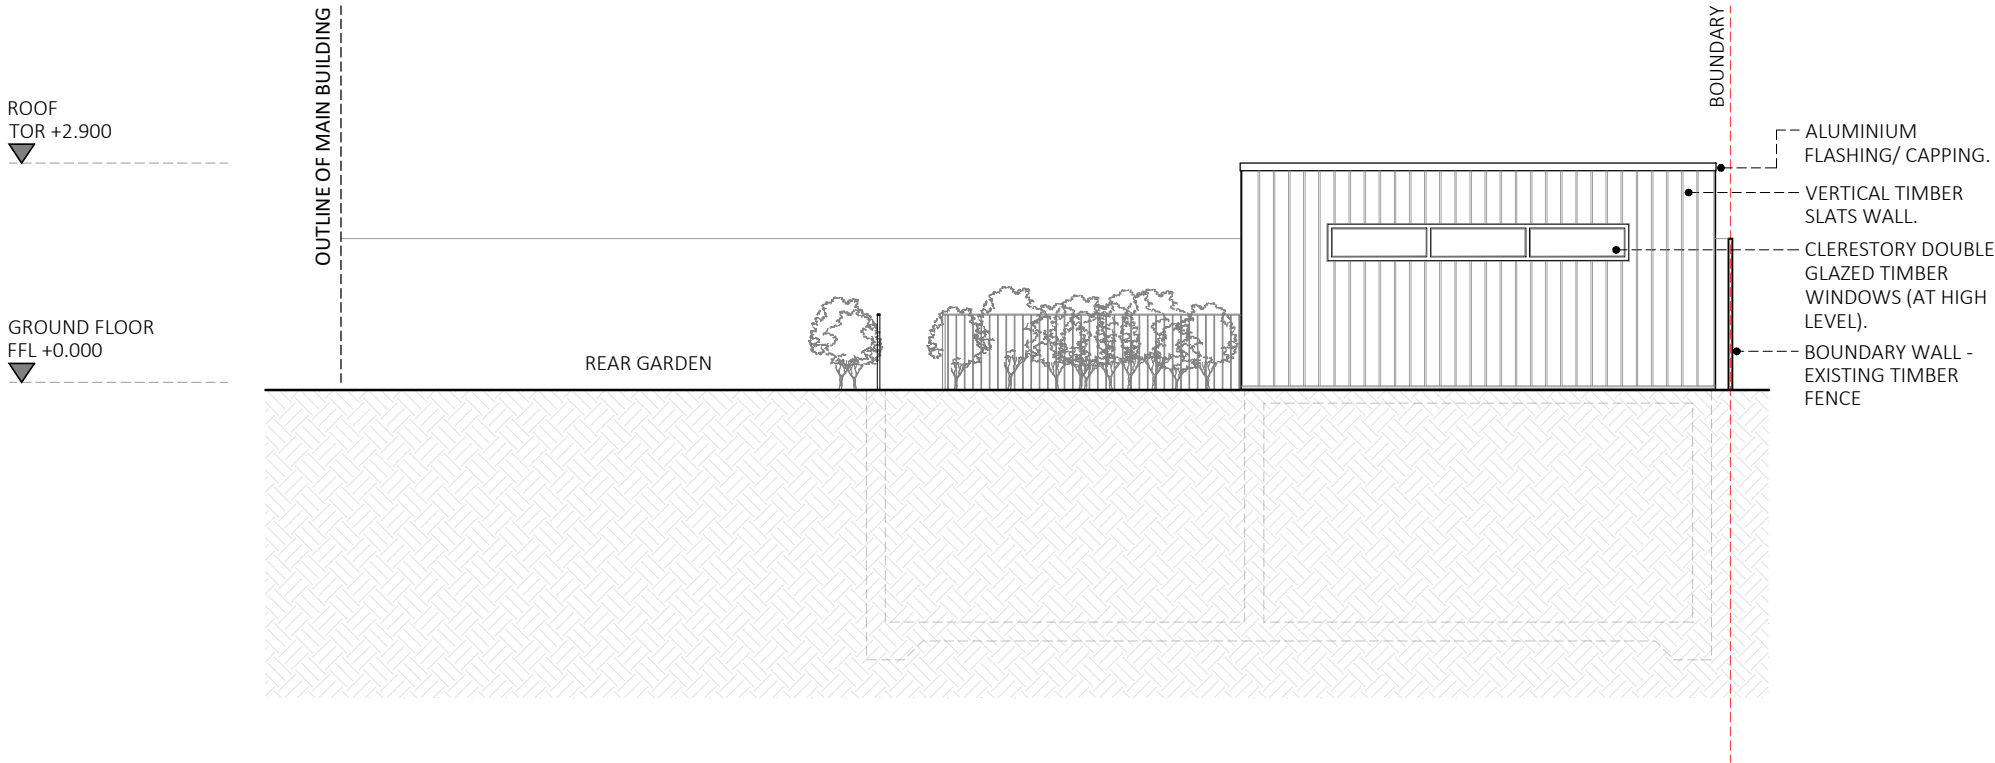 ROOF
TOR +2.900
GROUND FLOOR
FFL +0.000
OUTLINE OF MAIN BUILDING
REAR GARDEN
BOUNDARY
ALUMINIUM
FLASHING/ CAPPING.
VERTICAL TIMBER
SLATS WALL.
CLERESTORY DOUBLE
GLAZED TIMBER
WINDOWS (AT HIGH
LEVEL).
BOUNDARY WALL -
EXISTING TIMBER
FENCE